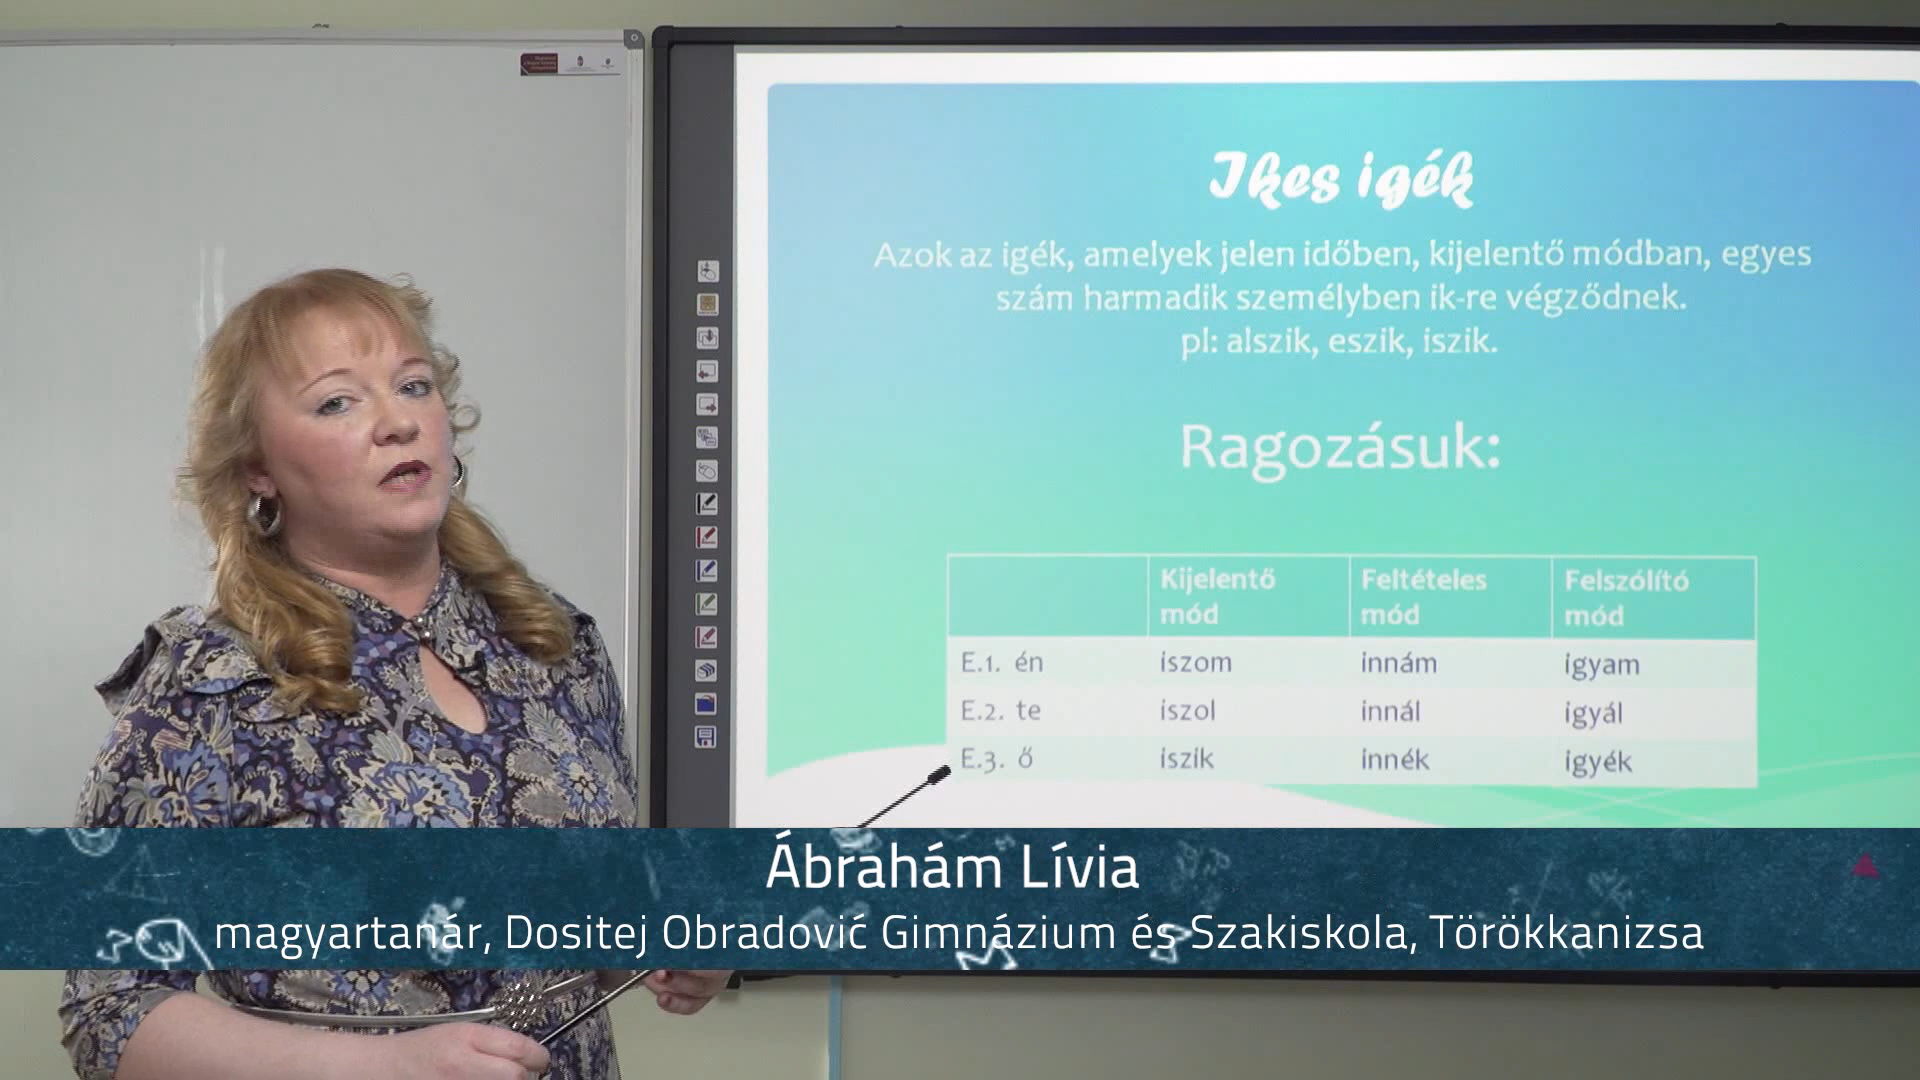 Ikes igék
Azok az igék, amelyek jelen időben, kijelentő módban, egyes
szám harmadik személyben ik-re végződnek.
pl: alszik, eszik, iszik.
Ragozásuk:
Kijelentő mód Feltételes mód Felszólító mód
E.1. én iszom innám igyam
E.2. te iszol innál igyál
E.3. ő iszik innék igyék
Ábrahám Lívia
magyartanár, Dositej Obradović Gimnázium és Szakiskola, Törökkanizsa